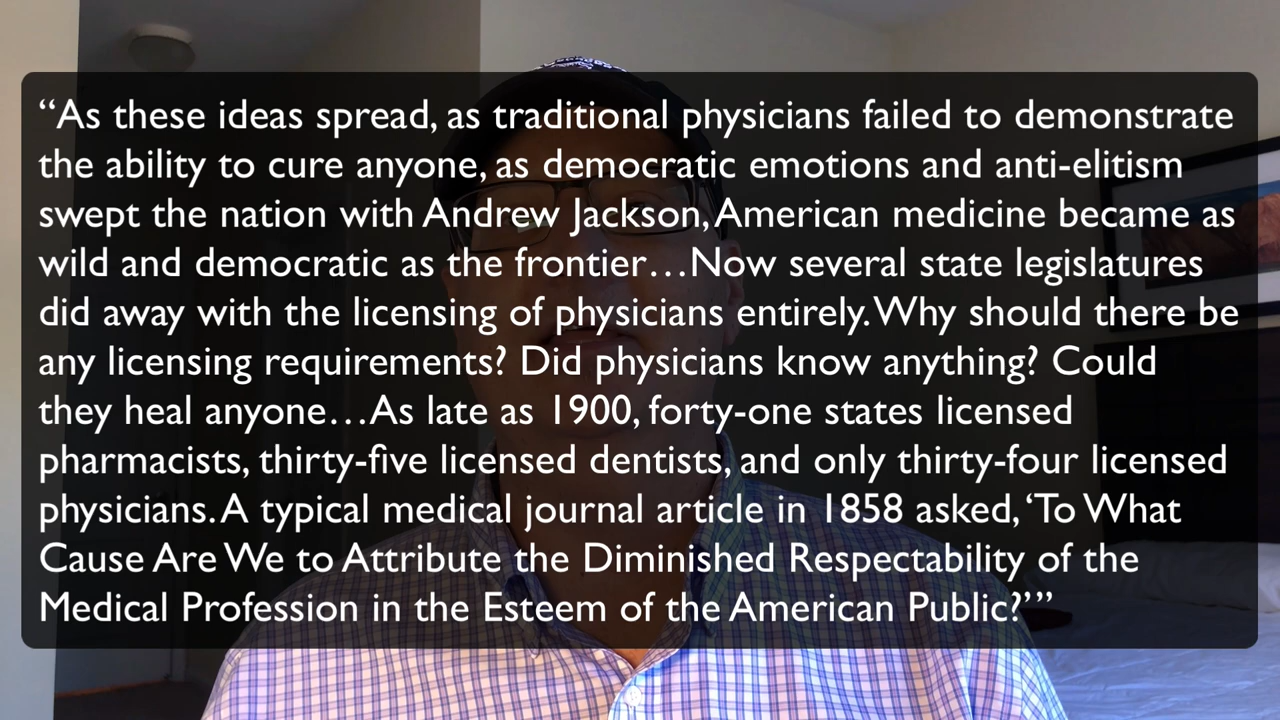 “As these ideas spread, as traditional physicians failed to demonstrate
the ability to cure anyone, as democratic emotions and anti-elitism
swept the nation with Andrew Jackson, American medicine became as
wild and democratic as the frontier…Now several state legislatures
did away with the licensing of physicians entirely. Why should there be
any licensing requirements? Did physicians know anything? Could
they heal anyone…As late as 1900, forty-one states licensed
pharmacists, thirty-five licensed dentists, and only thirty-four licensed
physicians. A typical medical journal article in 1858 asked, ‘To What
Cause Are We to Attribute the Diminished Respectability of the
Medical Profession in the Esteem of the American Public?’”